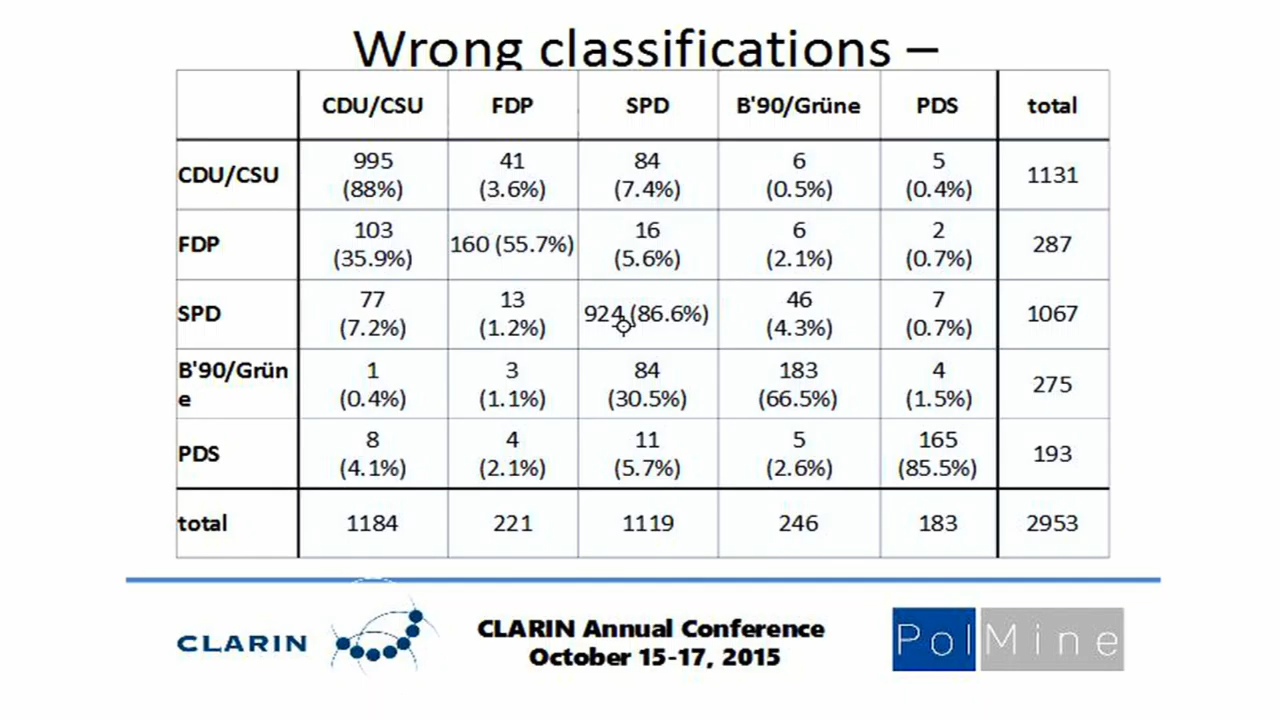 Wrong classifications –
CDU/CSU FDP SPD B'90/Grüne PDS total
CDU/CSU 995 (88%) 41 (3.6%) 84 (7.4%) 6 (0.5%) 5 (0.4%) 1131
FDP 103 (35.9%) 160 (55.7%) 16 (5.6%) 6 (2.1%) 2 (0.7%) 287
SPD 77 (7.2%) 13 (1.2%) 924 (86.6%) 46 (4.3%) 7 (0.7%) 1067
B'90/Grüne 1 (0.4%) 3 (1.1%) 84 (30.5%) 183 (66.5%) 4 (1.5%) 275
PDS 8 (4.1%) 4 (2.1%) 11 (5.7%) 5 (2.6%) 165 (85.5%) 193
total 1184 221 1119 246 183 2953
CLARIN
CLARIN Annual Conference
October 15-17, 2015
PolMine